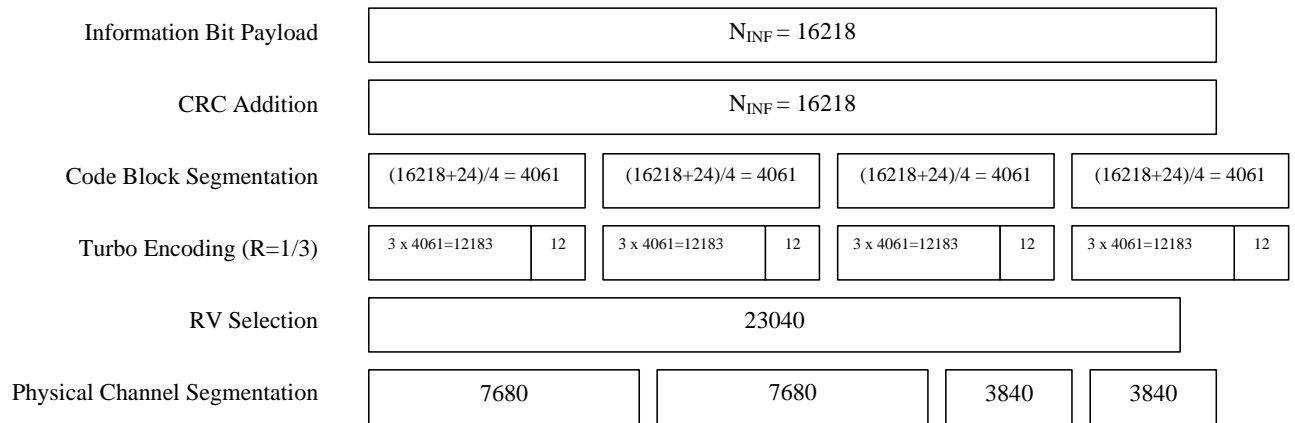 Information Bit Payload NINF = 16218
CRC Addition NINF = 16218
Code Block Segmentation (16218+24)/4 = 4061 (16218+24)/4 = 4061 (16218+24)/4 = 4061 (16218+24)/4 = 4061
Turbo Encoding (R=1/3) 3 x 4061=12183 12 3 x 4061=12183 12 3 x 4061=12183 12 3 x 4061=12183 12
RV Selection 23040
Physical Channel Segmentation 7680 7680 3840 3840